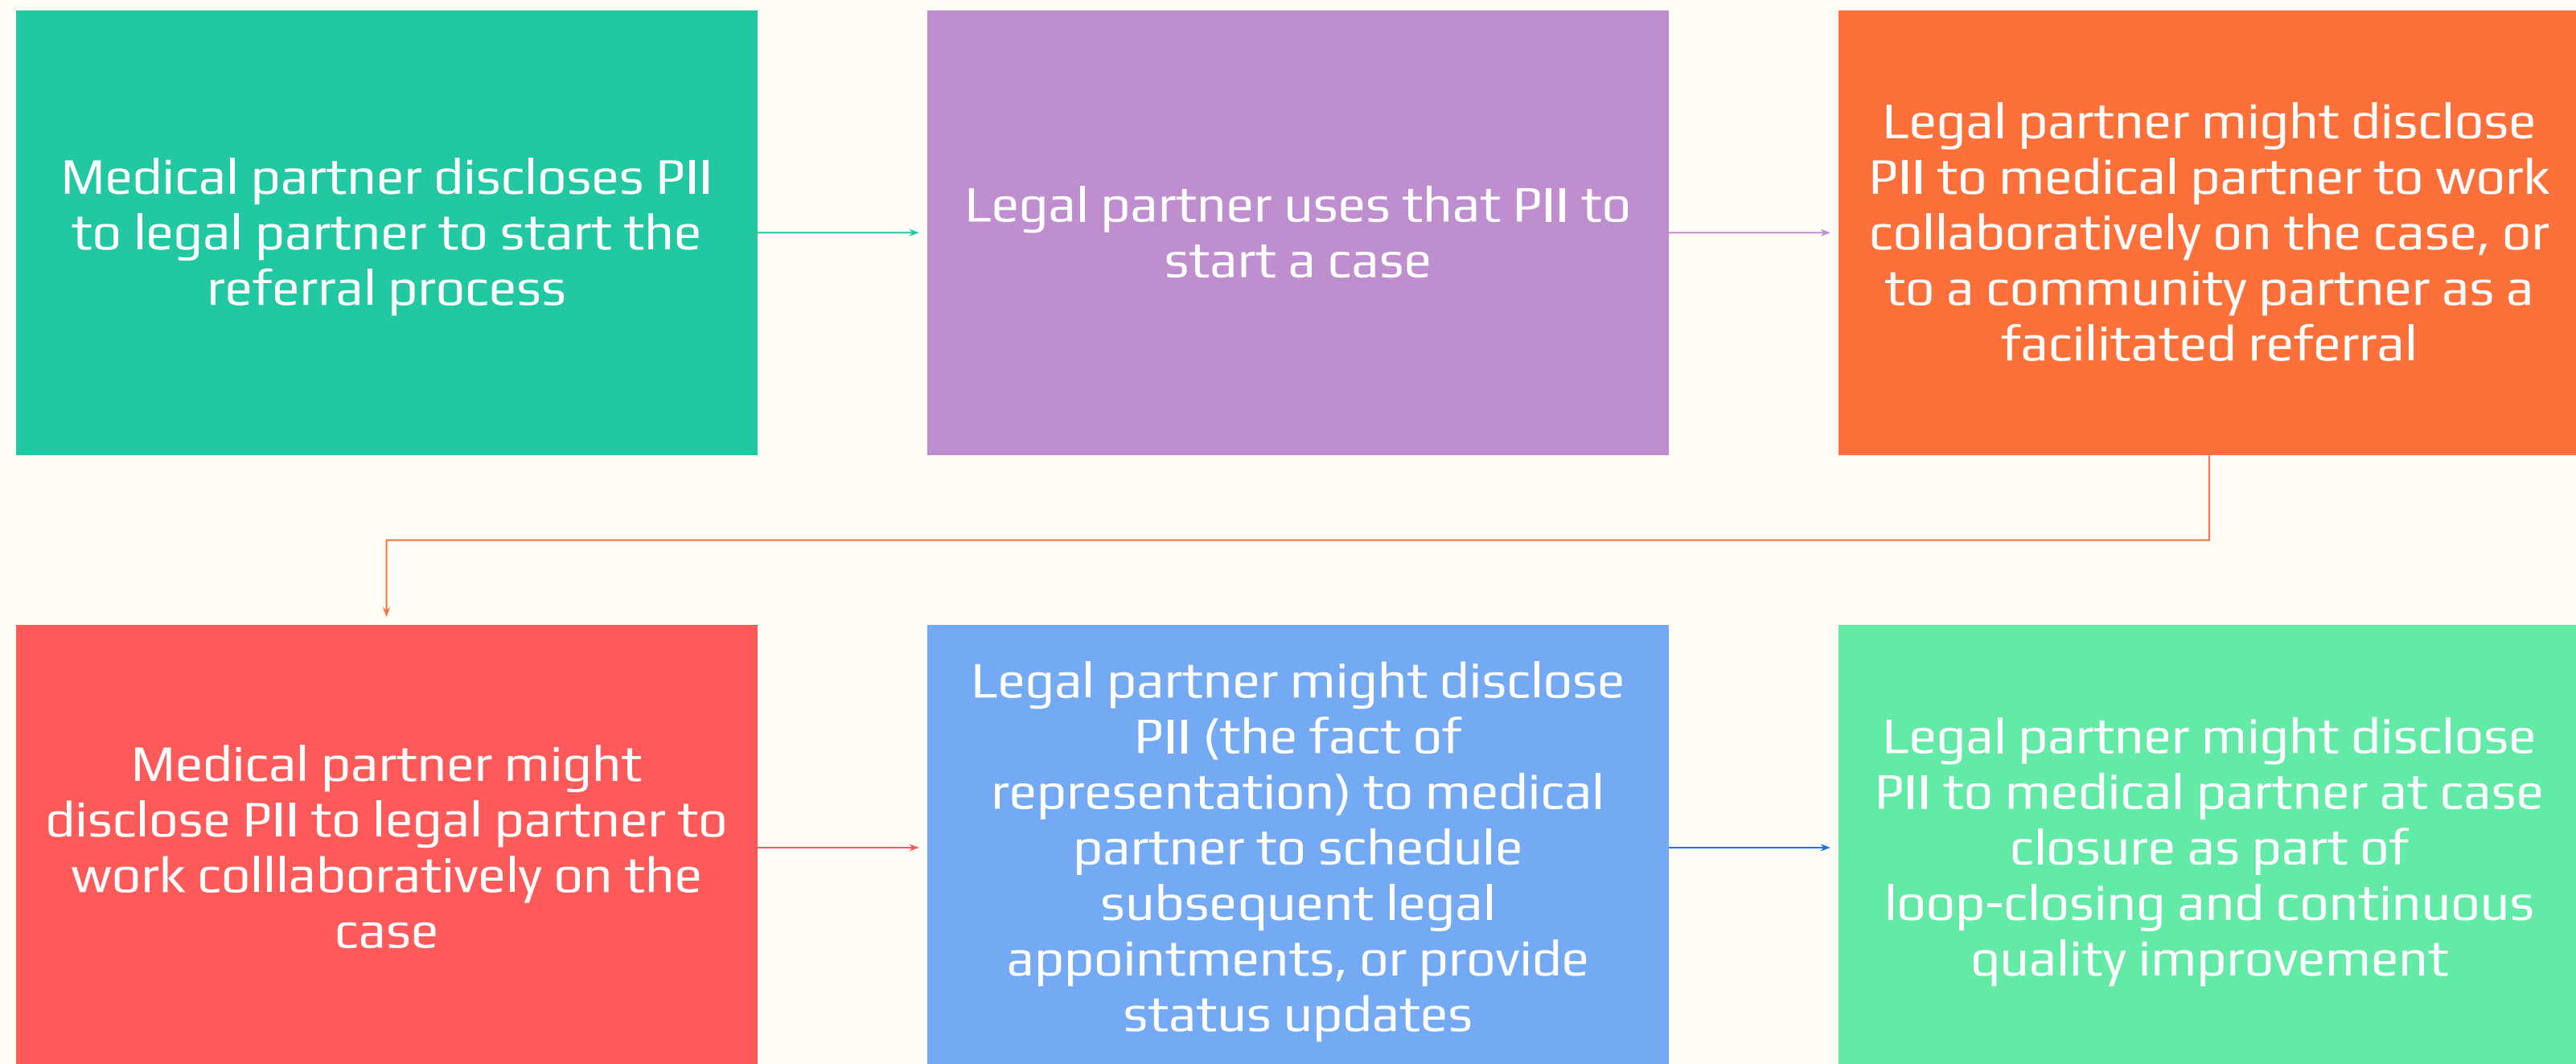 Medical partner discloses PII
to legal partner to start the
referral process
Legal partner uses that PII to
start a case
Legal partner might disclose
PII to medical partner to work
collaboratively on the case, or
to a community partner as a
facilitated referral
Medical partner might
disclose PII to legal partner to
work colllaboratively on the
case
Legal partner might disclose
PII (the fact of
representation) to medical
partner to schedule
subsequent legal
appointments, or provide
status updates
Legal partner might disclose
PII to medical partner at case
closure as part of
loop-closing and continuous
quality improvement